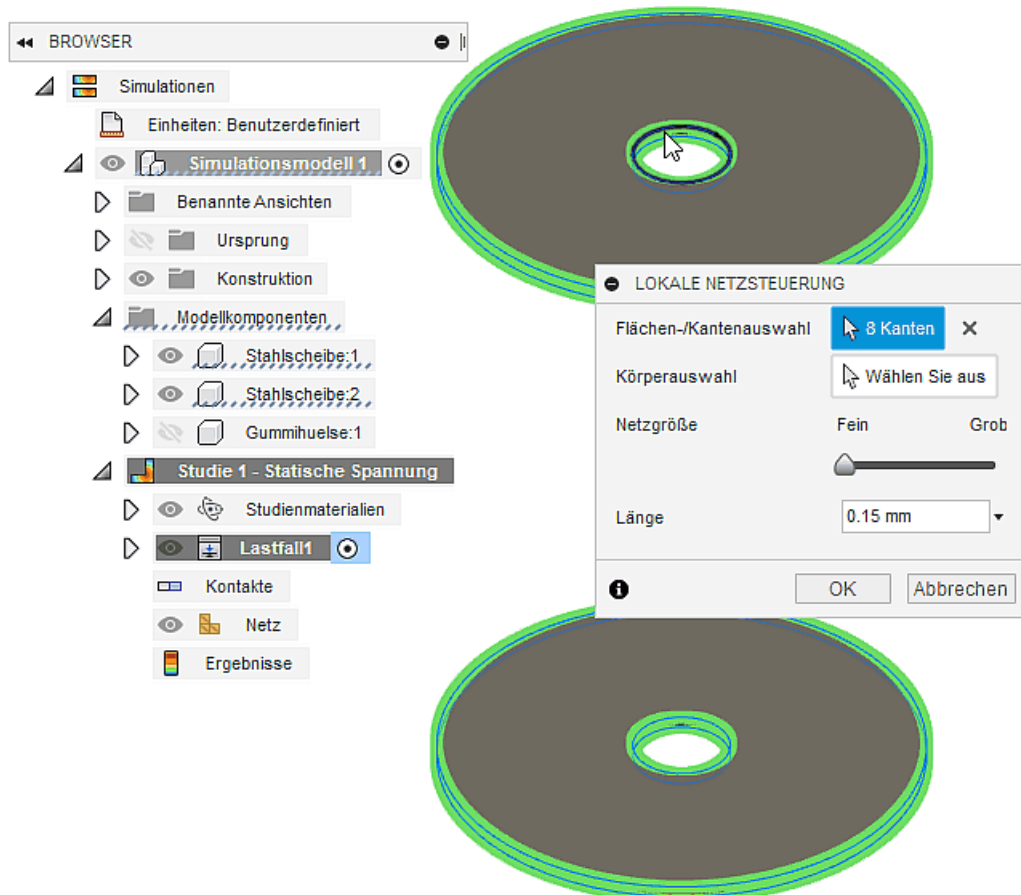 BROWSER
Simulationen
Einheiten: Benutzerdefiniert
Simulationsmodell 1
Benannte Ansichten
Ursprung
Konstruktion
Modellkomponenten
Stahlscheibe:1
Stahlscheibe:2
Gummihuelse:1
Studie 1 - Statische Spannung
Studienmaterialien
Lastfall1
Kontakte
Netz
Ergebnisse
LOKALE NETZSTEUERUNG
Flächen-/Kantenauswahl 8 Kanten
Körperauswahl Wählen Sie aus
Netzgröße Fein Grob
Länge 0.15 mm
OK Abbrechen